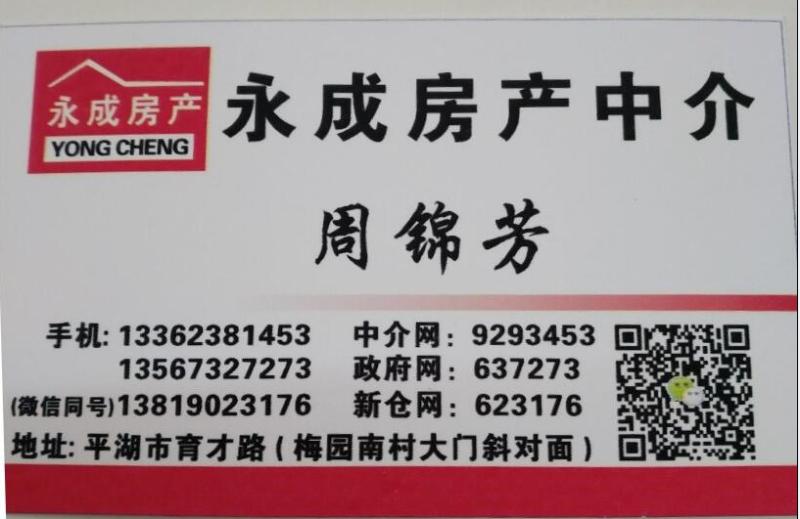 永成房产
YONG CHENG
永成房产中介
周锦芳
手机: 13362381453 中介网: 9293453
13567327273 政府网: 637273
(微信同号)13819023176 新仓网: 623176
地址: 平湖市育才路(梅园南村大门斜对面)